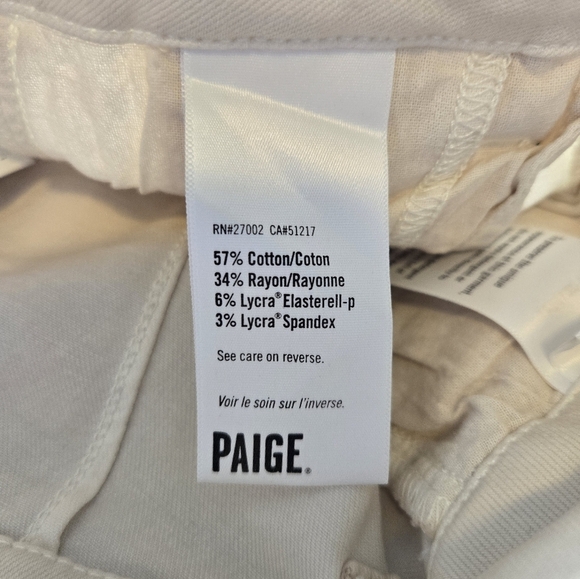 RN#27002 CA#51217
57% Cotton/Coton
34% Rayon/Rayonne
6% Lycra® Elasterell-p
3% Lycra® Spandex
See care on reverse.
Voir le soin sur l'inverse.
PAIGE®